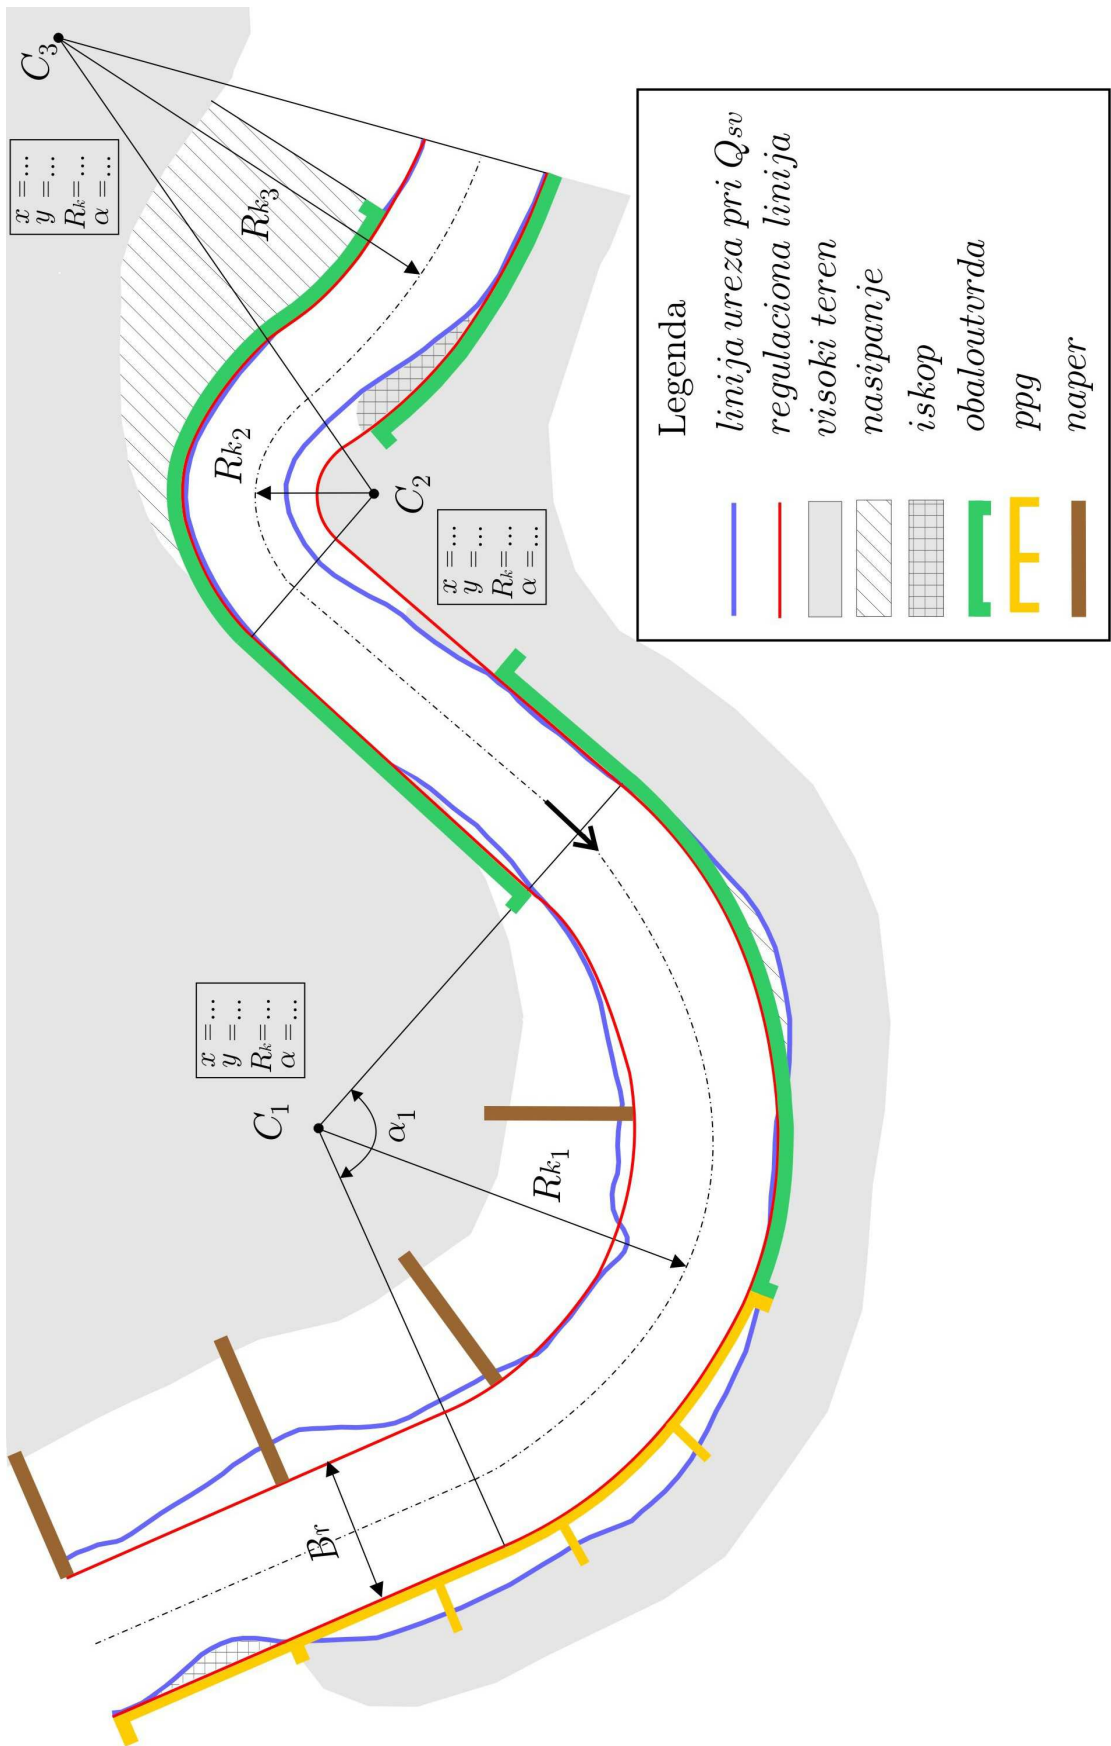 C3
x =...
y =...
Rk=...
α =...
Rk3
Rk2
C2
x =...
y =...
Rk=...
α =...
x =...
y =...
Rk=...
α =...
C1
α1
Rk1
Br
Legenda
linija ureza pri Qsv
regulaciona linija
visoki teren
nasipanje
iskop
obaloutvrda
ppg
naper